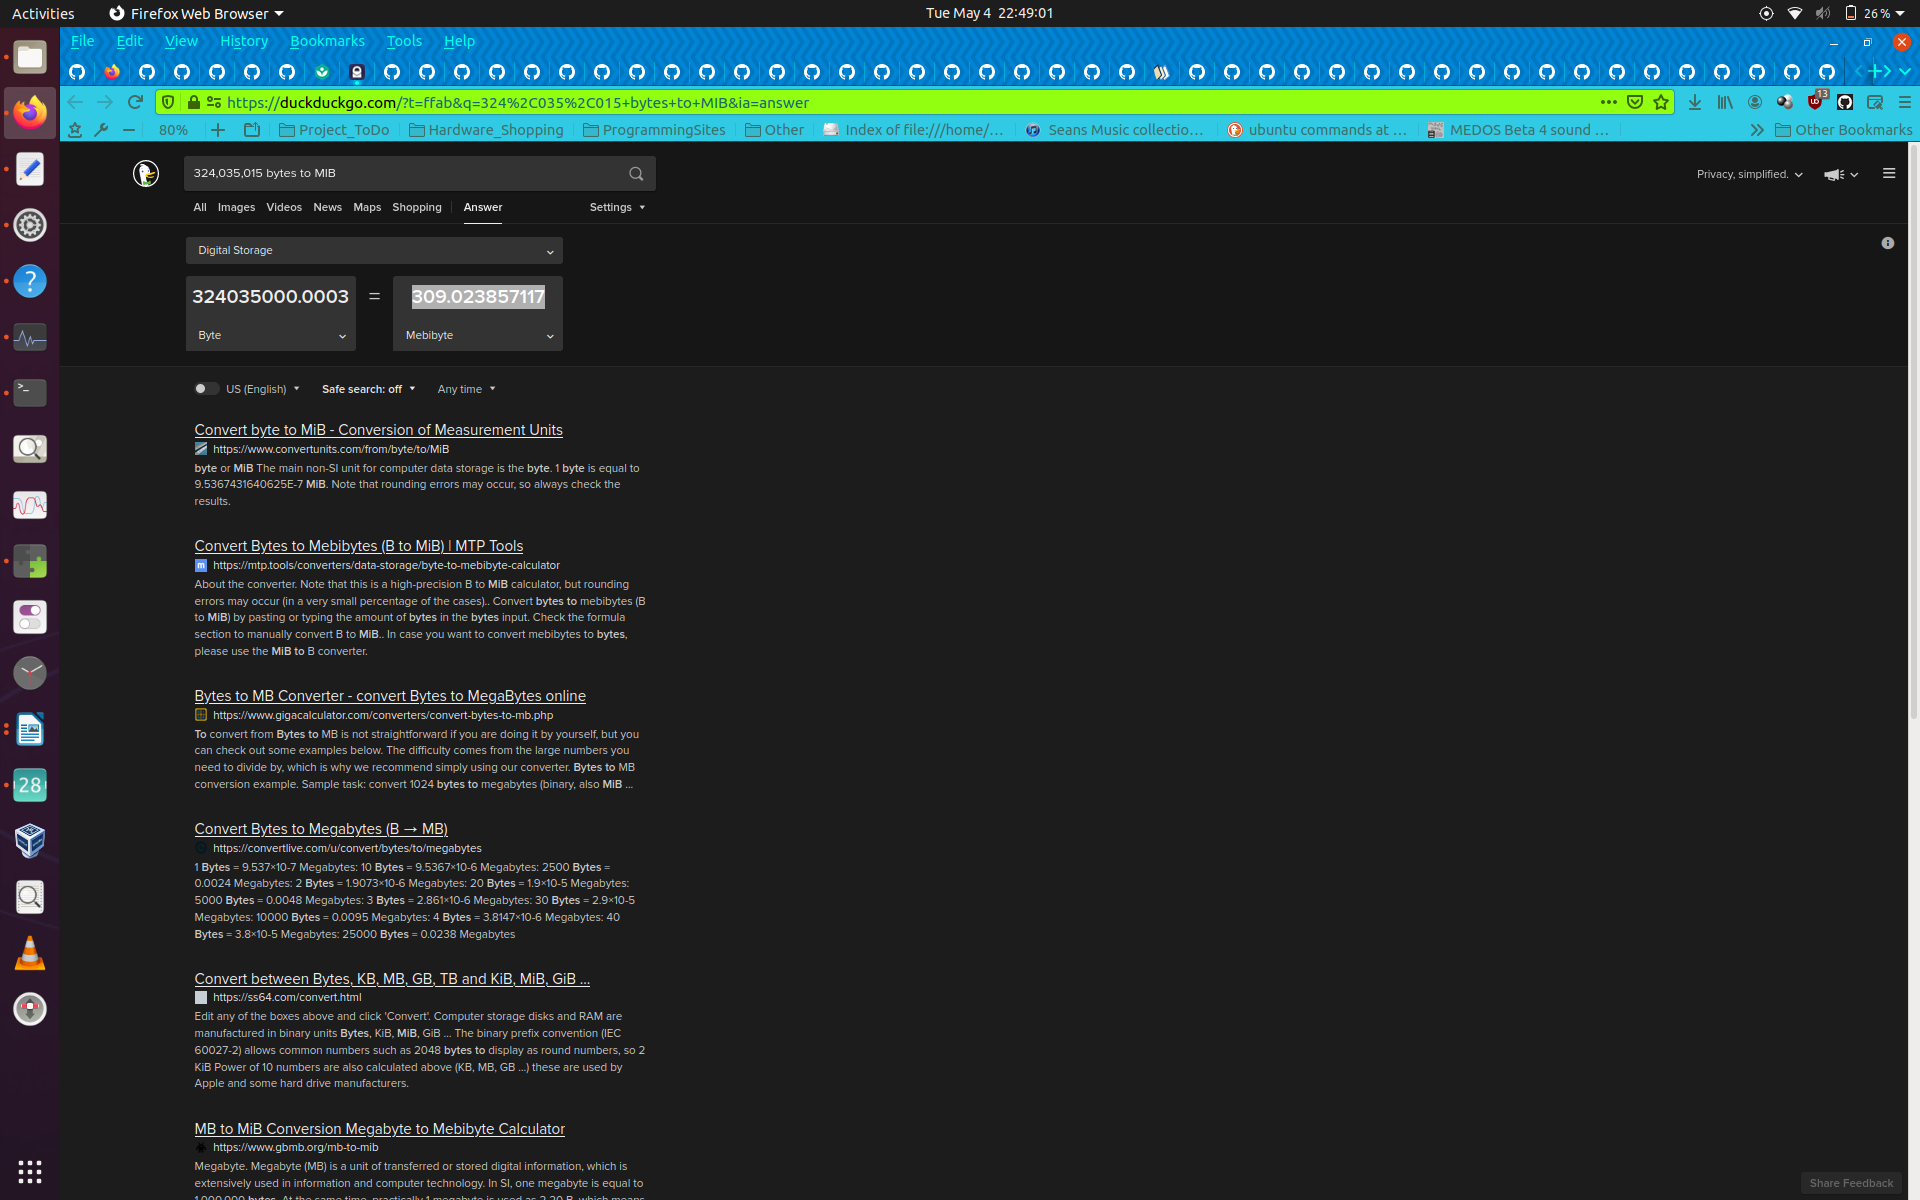 Activities
Firefox Web Browser
Tue May 4 22:49:01
26 %
File Edit View History Bookmarks Tools Help
https://duckduckgo.com/?t=ffab&q=324%2C035%2C015+bytes+to+MIB&ia=answer
13
80%
Project_ToDo
Hardware_Shopping
ProgrammingSites
Other
Index of file:///home/...
Seans Music collectio...
ubuntu commands at ...
MEDOS Beta 4 sound ...
Other Bookmarks
324,035,015 bytes to MIB
Privacy, simplified.
All Images Videos News Maps Shopping Answer Settings
Digital Storage
324035000.0003 = 309.023857117
Byte Mebibyte
US (English) Safe search: off Any time
Convert byte to MiB - Conversion of Measurement Units
https://www.convertunits.com/from/byte/to/MiB
byte or MiB The main non-SI unit for computer data storage is the byte. 1 byte is equal to
9.5367431640625E-7 MiB. Note that rounding errors may occur, so always check the
results.
Convert Bytes to Mebibytes (B to MiB) | MTP Tools
m
https://mtp.tools/converters/data-storage/byte-to-mebibyte-calculator
About the converter. Note that this is a high-precision B to MiB calculator, but rounding
errors may occur (in a very small percentage of the cases).. Convert bytes to mebibytes (B
to MiB) by pasting or typing the amount of bytes in the bytes input. Check the formula
section to manually convert B to MiB.. In case you want to convert mebibytes to bytes,
please use the MiB to B converter.
Bytes to MB Converter - convert Bytes to MegaBytes online
https://www.gigacalculator.com/converters/convert-bytes-to-mb.php
To convert from Bytes to MB is not straightforward if you are doing it by yourself, but you
can check out some examples below. The difficulty comes from the large numbers you
need to divide by, which is why we recommend simply using our converter. Bytes to MB
conversion example. Sample task: convert 1024 bytes to megabytes (binary, also MiB ...
Convert Bytes to Megabytes (B → MB)
https://convertlive.com/u/convert/bytes/to/megabytes
1 Bytes = 9.537×10-7 Megabytes: 10 Bytes = 9.5367×10-6 Megabytes: 2500 Bytes =
0.0024 Megabytes: 2 Bytes = 1.9073×10-6 Megabytes: 20 Bytes = 1.9×10-5 Megabytes:
5000 Bytes = 0.0048 Megabytes: 3 Bytes = 2.861×10-6 Megabytes: 30 Bytes = 2.9×10-5
Megabytes: 10000 Bytes = 0.0095 Megabytes: 4 Bytes = 3.8147×10-6 Megabytes: 40
Bytes = 3.8×10-5 Megabytes: 25000 Bytes = 0.0238 Megabytes
28
Convert between Bytes, KB, MB, GB, TB and KiB, MiB, GiB ...
https://ss64.com/convert.html
Edit any of the boxes above and click 'Convert'. Computer storage disks and RAM are
manufactured in binary units Bytes, KiB, MiB, GiB ... The binary prefix convention (IEC
60027-2) allows common numbers such as 2048 bytes to display as round numbers, so 2
KiB Power of 10 numbers are also calculated above (KB, MB, GB ...) these are used by
Apple and some hard drive manufacturers.
MB to MiB Conversion Megabyte to Mebibyte Calculator
https://www.gbmb.org/mb-to-mib
Megabyte. Megabyte (MB) is a unit of transferred or stored digital information, which is
extensively used in information and computer technology. In SI, one megabyte is equal to
1,000,000 bytes. At the same time, practically 1 megabyte is used as 2 20 B, which means
Share Feedback